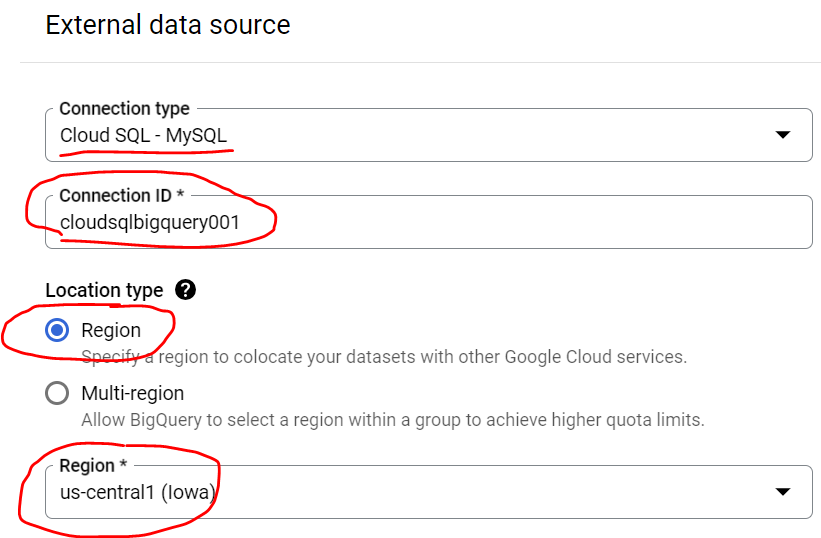 External data source
Connection type
Cloud SQL - MySQL
Connection ID *
cloudsqlbigquery001
Location type ?
Region
Specify a region to colocate your datasets with other Google Cloud services.
Multi-region
Allow BigQuery to select a region within a group to achieve higher quota limits.
Region *
us-central1 (Iowa)